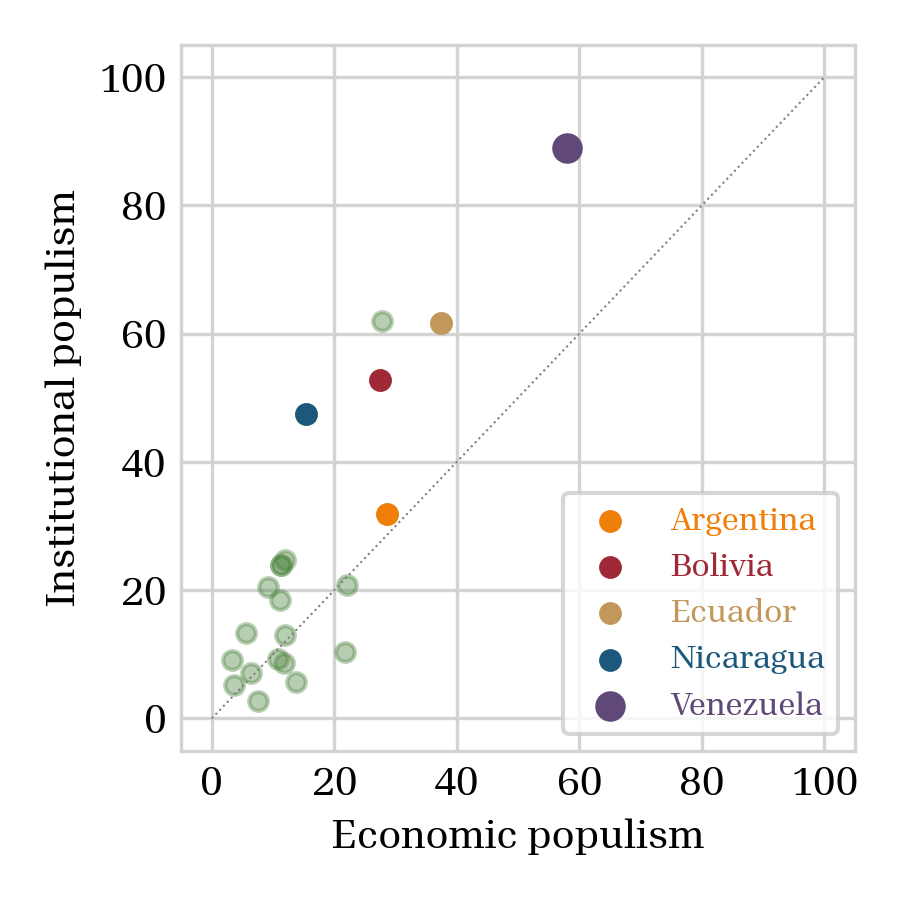 100
80
60
40
20
0
Institutional populism
Argentina
Bolivia
Ecuador
Nicaragua
Venezuela
0 20 40 60 80 100
Economic populism